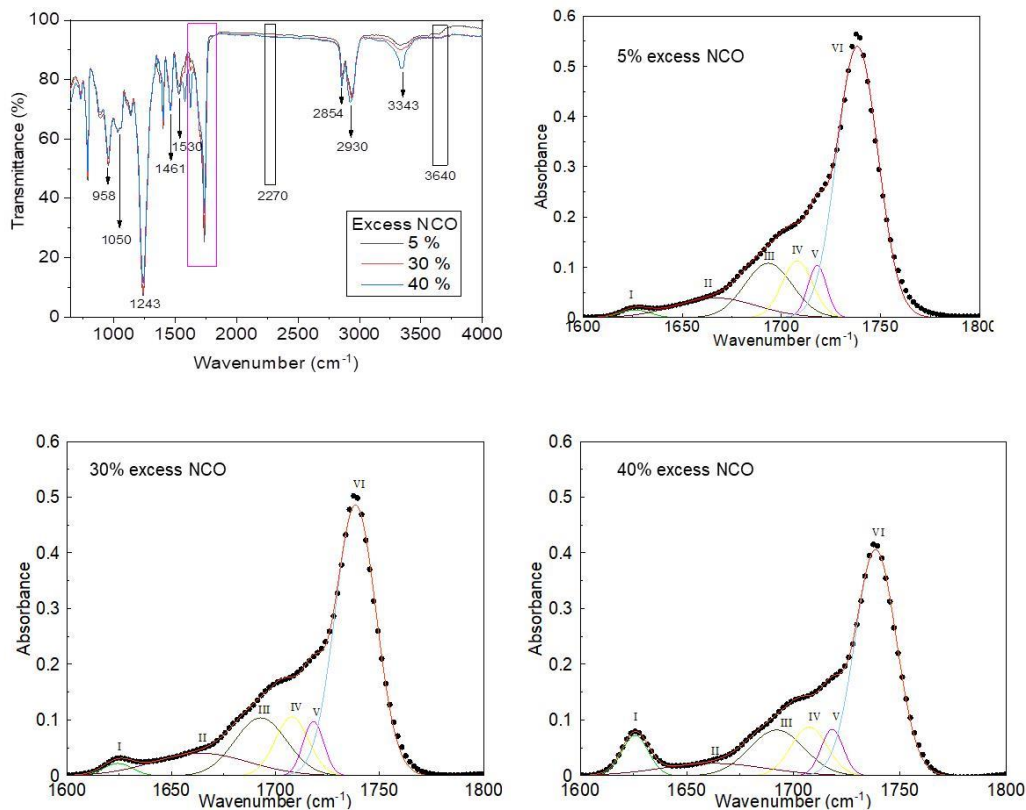 100
80
60
40
20
0
Transmittance (%)
958
1050
1243
1461
1530
2270
2854
2930
3343
3640
Excess NCO
5 %
30 %
40 %
1000 1500 2000 2500 3000 3500 4000
Wavenumber (cm-1)
0.6
0.5
0.4
0.3
0.2
0.1
0
Absorbance
5% excess NCO
I
II
III
IV
V
VI
1600 1650 1700 1750 1800
Wavenumber (cm-1)
0.6
0.5
0.4
0.3
0.2
0.1
0
Absorbance
30% excess NCO
I
II
III
IV
V
VI
1600 1650 1700 1750 1800
Wavenumber (cm-1)
0.6
0.5
0.4
0.3
0.2
0.1
0
Absorbance
40% excess NCO
I
II
III
IV
V
VI
1600 1650 1700 1750 1800
Wavenumber (cm-1)